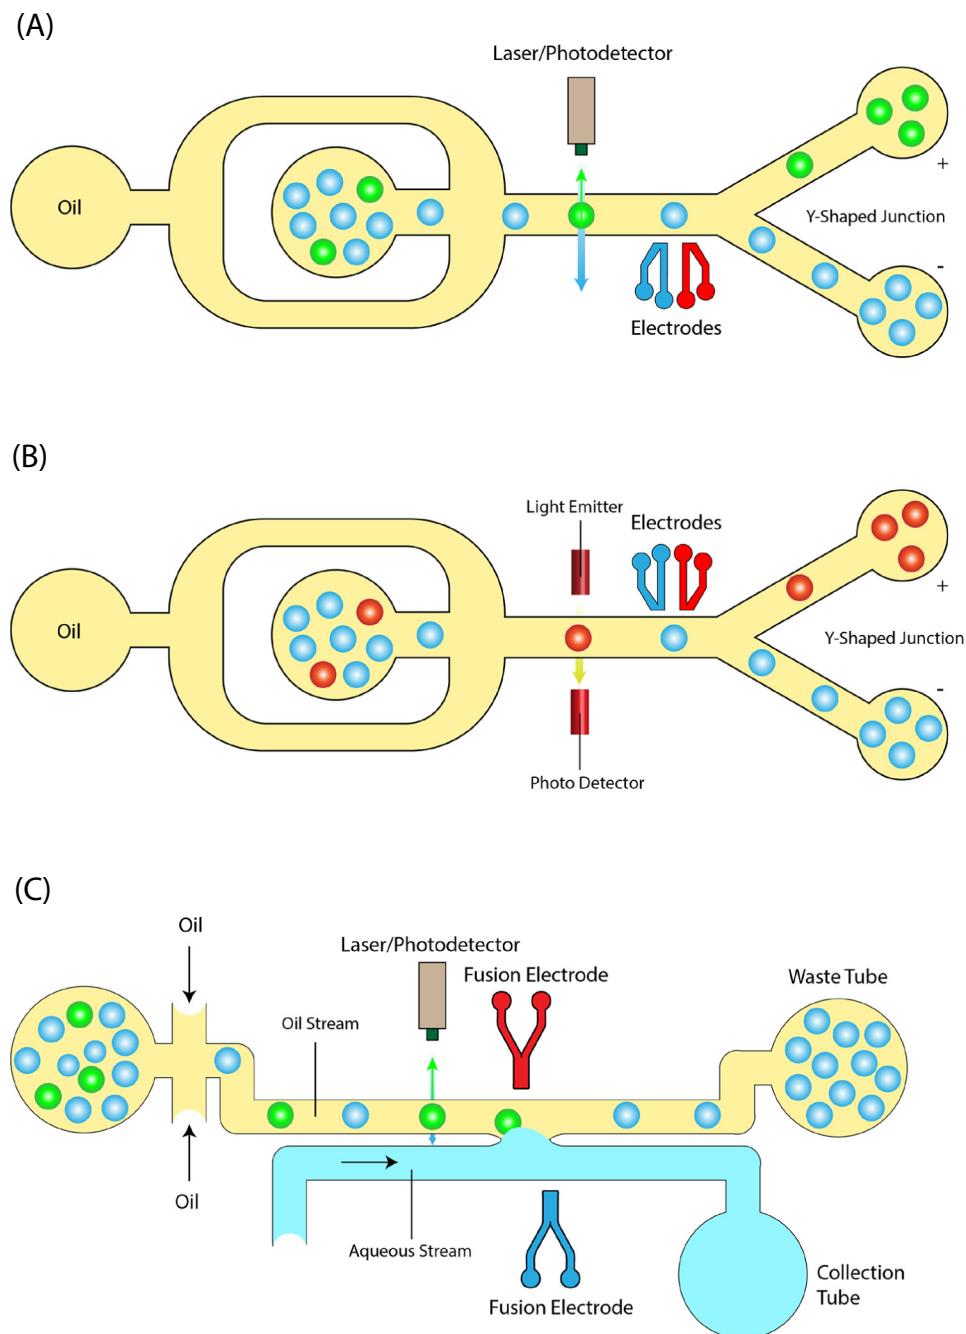 (A)
Laser/Photodetector
Oil
+
Y-Shaped Junction
-
Electrodes
(B)
Light Emitter
Electrodes
Oil
+
Y-Shaped Junction
-
Photo Detector
(C)
Oil
Laser/Photodetector
Fusion Electrode
Waste Tube
Oil Stream
Oil
Aqueous Stream
Fusion Electrode
Collection
Tube